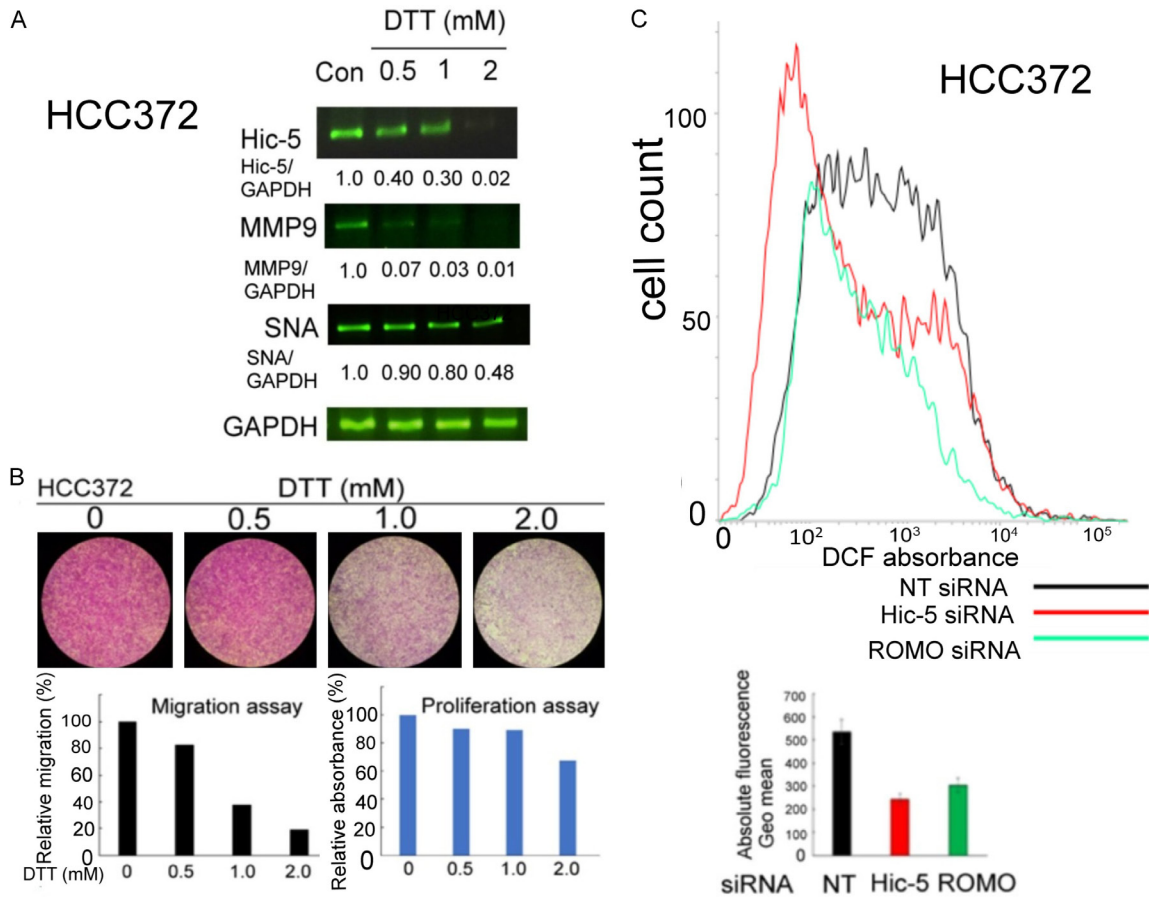 A
DTT (mM)
Con 0.5 1 2
HCC372
Hic-5
Hic-5/
GAPDH
1.0 0.40 0.30 0.02
MMP9
MMP9/
GAPDH
1.0 0.07 0.03 0.01
SNA
SNA/
GAPDH
1.0 0.90 0.80 0.48
GAPDH
B
HCC372 DTT (mM)
0 0.5 1.0 2.0
Relative migration (%)
Migration assay
100
80
60
40
20
0
DTT (mM) 0 0.5 1.0 2.0
Relative absorbance (%)
Proliferation assay
100
80
60
40
20
0
0 0.5 1.0 2.0
C
HCC372
cell count
100
50
0
0 10² 10³ 10⁴ 10⁵
DCF absorbance
NT siRNA
Hic-5 siRNA
ROMO siRNA
Absolute fluorescence
Geo mean
700
600
500
400
300
200
100
0
siRNA NT Hic-5 ROMO